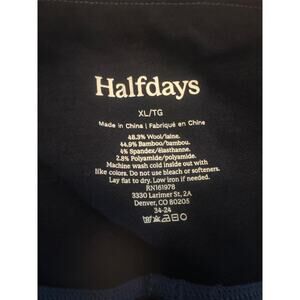 Halfdays
XL/TG
Made in China | Fabriqué en Chine
48.3% Wool/laine.
44.9% Bamboo/bambou.
4% Spandex/élasthanne.
2.8% Polyamide/polyamide.
Machine wash cold inside out with
like colors. Do not use bleach or softeners.
Lay flat to dry. Low iron if needed.
RN161978
3330 Larimer St, 2A
Denver, CO 80205
34-24